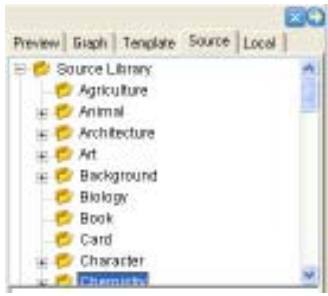 Preview Graph Template Source Local
Source Library
Agriculture
Animal
Architecture
Art
Background
Biology
Book
Card
Character
Chemistry